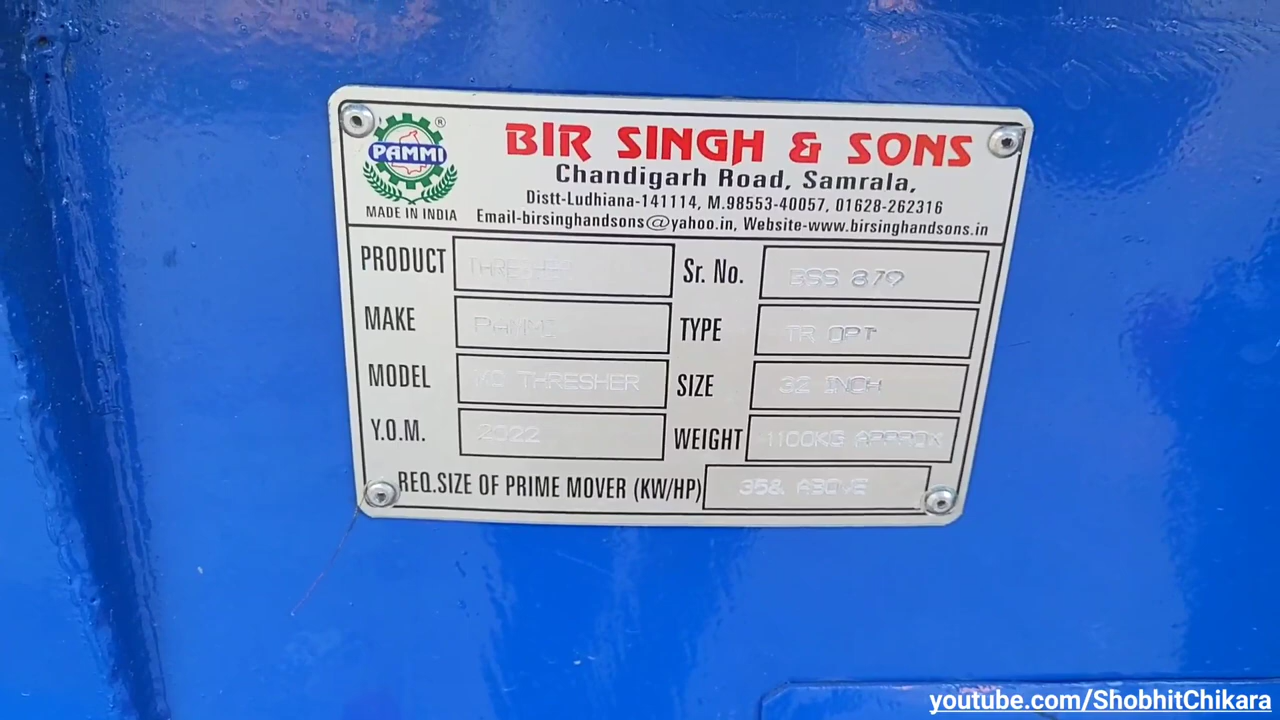 PAMMI ®
MADE IN INDIA
BIR SINGH & SONS
Chandigarh Road, Samrala,
Distt-Ludhiana-141114, M.98553-40057, 01628-262316
Email-birsinghandsons@yahoo.in, Website-www.birsinghandsons.in
PRODUCT THRESHER Sr. No. BSS 879
MAKE PAMMI TYPE TR OPT
MODEL THRESHER SIZE 32 INCH
Y.O.M. 2022 WEIGHT 1100KG APPROX
REQ.SIZE OF PRIME MOVER (KW/HP) 35& ABOVE
youtube.com/ShobhitChikara